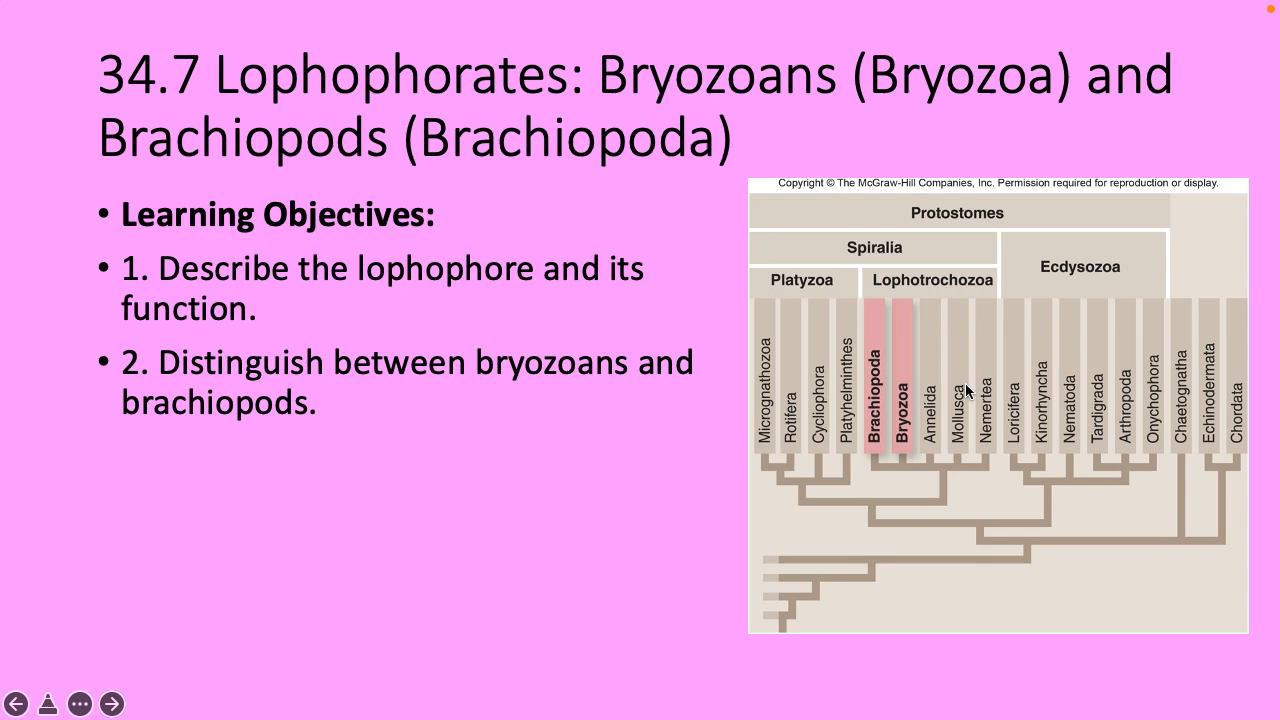 34.7 Lophophorates: Bryozoans (Bryozoa) and
Brachiopods (Brachiopoda)
• Learning Objectives:
• 1. Describe the lophophore and its
function.
• 2. Distinguish between bryozoans and
brachiopods.
Copyright © The McGraw-Hill Companies, Inc. Permission required for reproduction or display.
Protostomes
Spiralia
Ecdysozoa
Platyzoa
Lophotrochozoa
Micrognathozoa
Rotifera
Cycliophora
Platyhelminthes
Brachiopoda
Bryozoa
Annelida
Mollusca
Nemertea
Loricifera
Kinorhyncha
Nematoda
Tardigrada
Arthropoda
Onychophora
Chaetognatha
Echinodermata
Chordata